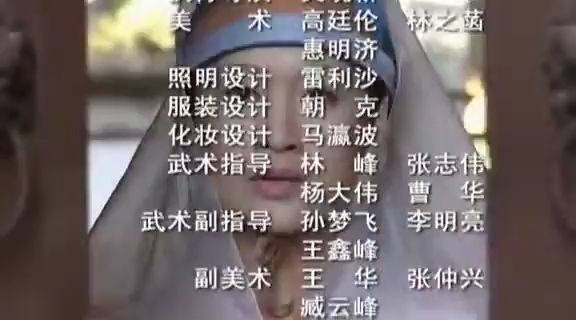 美 术 高廷伦 林之菡
惠明济
照明设计 雷利沙
服装设计 朝 克
化妆设计 马瀛波
武术指导 林 峰 张志伟
杨大伟 曹 华
武术副指导 孙梦飞 李明亮
王鑫峰
副美术 王 华 张仲兴
臧云峰